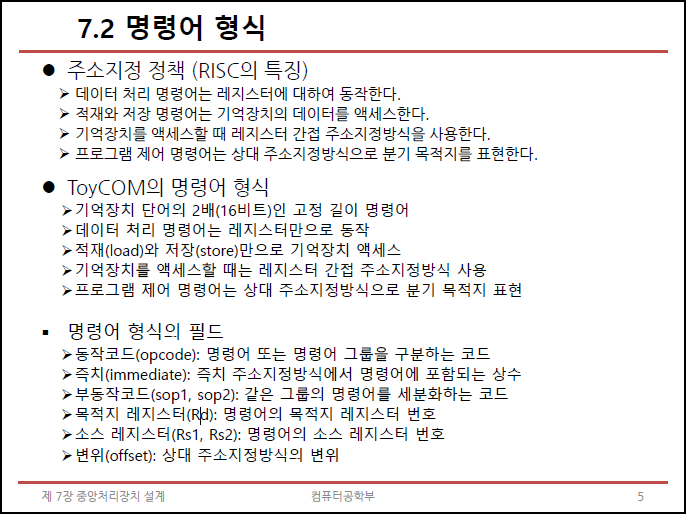 7.2 명령어 형식
● 주소지정 정책 (RISC의 특징)
➢ 데이터 처리 명령어는 레지스터에 대하여 동작한다.
➢ 적재와 저장 명령어는 기억장치의 데이터를 액세스한다.
➢ 기억장치를 액세스할 때 레지스터 간접 주소지정방식을 사용한다.
➢ 프로그램 제어 명령어는 상대 주소지정방식으로 분기 목적지를 표현한다.
● ToyCOM의 명령어 형식
➢기억장치 단어의 2배(16비트)인 고정 길이 명령어
➢데이터 처리 명령어는 레지스터만으로 동작
➢적재(load)와 저장(store)만으로 기억장치 액세스
➢기억장치를 액세스할 때는 레지스터 간접 주소지정방식 사용
➢프로그램 제어 명령어는 상대 주소지정방식으로 분기 목적지 표현
▪ 명령어 형식의 필드
➢동작코드(opcode): 명령어 또는 명령어 그룹을 구분하는 코드
➢즉치(immediate): 즉치 주소지정방식에서 명령어에 포함되는 상수
➢부동작코드(sop1, sop2): 같은 그룹의 명령어를 세분화하는 코드
➢목적지 레지스터(Rd): 명령어의 목적지 레지스터 번호
➢소스 레지스터(Rs1, Rs2): 명령어의 소스 레지스터 번호
➢변위(offset): 상대 주소지정방식의 변위
제 7장 중앙처리장치 설계 컴퓨터공학부 5